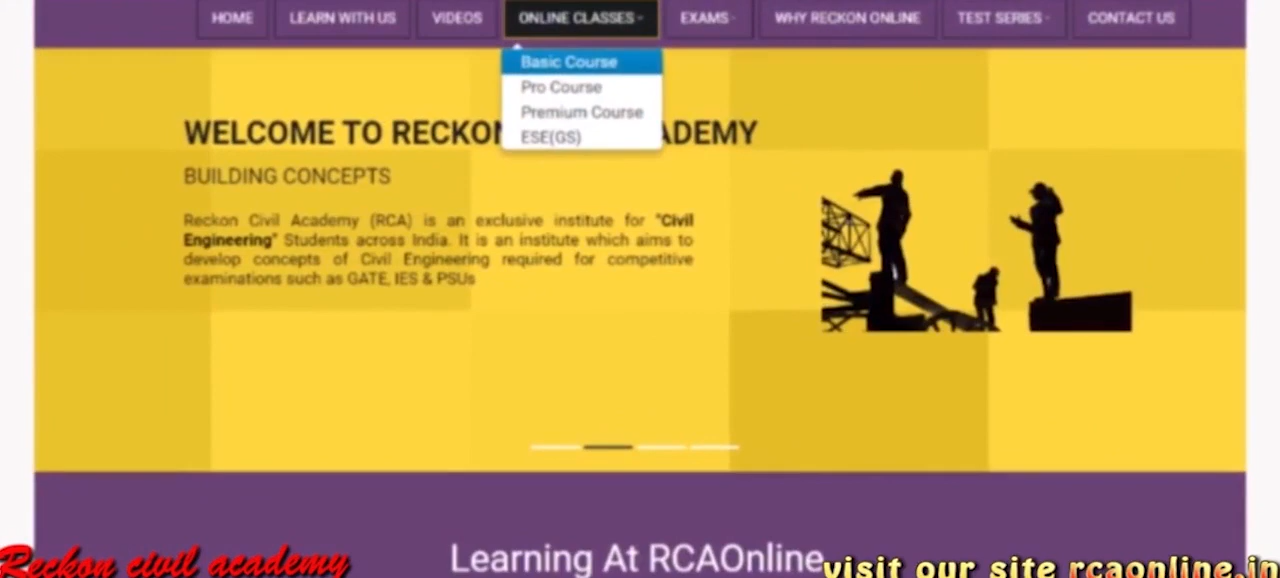 HOME LEARN WITH US VIDEOS ONLINE CLASSES EXAMS WHY RECKON ONLINE TEST SERIES CONTACT US
Basic Course
Pro Course
Premium Course
ESE(GS)
WELCOME TO RECKON ADEMY
BUILDING CONCEPTS
Reckon Civil Academy (RCA) is an exclusive institute for "Civil
Engineering" Students across India. It is an institute which aims to
develop concepts of Civil Engineering required for competitive
examinations such as GATE, IES & PSUs
Learning At RCAOnline
Reckon civil academy
visit our site rcaonline.in